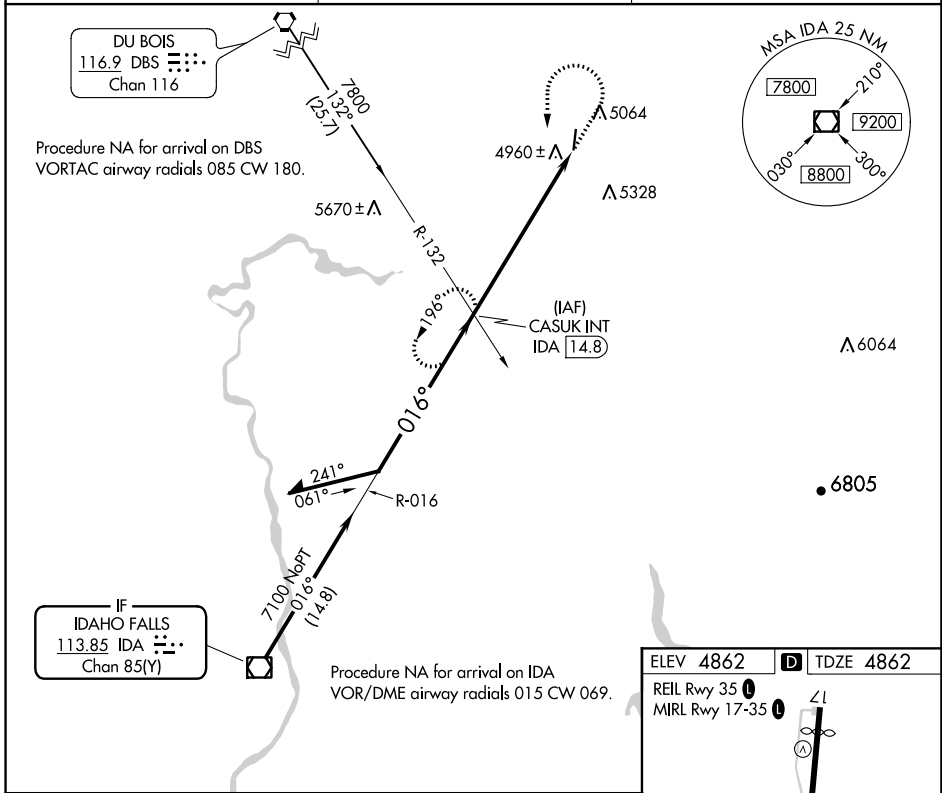 DU BOIS
116.9 DBS
Chan 116
Procedure NA for arrival on DBS
VORTAC airway radials 085 CW 180.
7800
132°
(25.7)
5670±
R-132
5064
4960±
5328
MSA IDA 25 NM
7800
210°
9200
030°
8800
300°
196°
(IAF)
CASUK INT
IDA 14.8
6064
016°
241°
061°
R-016
6805
7100 NoPT
016°
(14.8)
IF
IDAHO FALLS
113.85 IDA
Chan 85(Y)
Procedure NA for arrival on IDA
VOR/DME airway radials 015 CW 069.
ELEV 4862 D TDZE 4862
REIL Rwy 35 L
MIRL Rwy 17-35 L
17